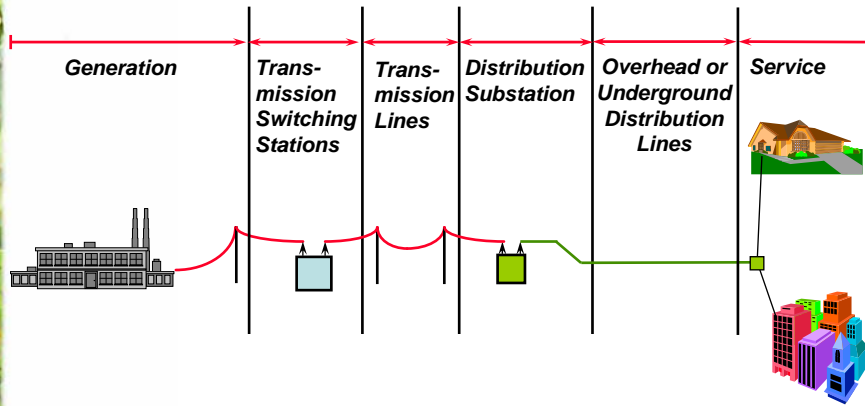 Generation
Trans-
mission
Switching
Stations
Trans-
mission
Lines
Distribution
Substation
Overhead or
Underground
Distribution
Lines
Service